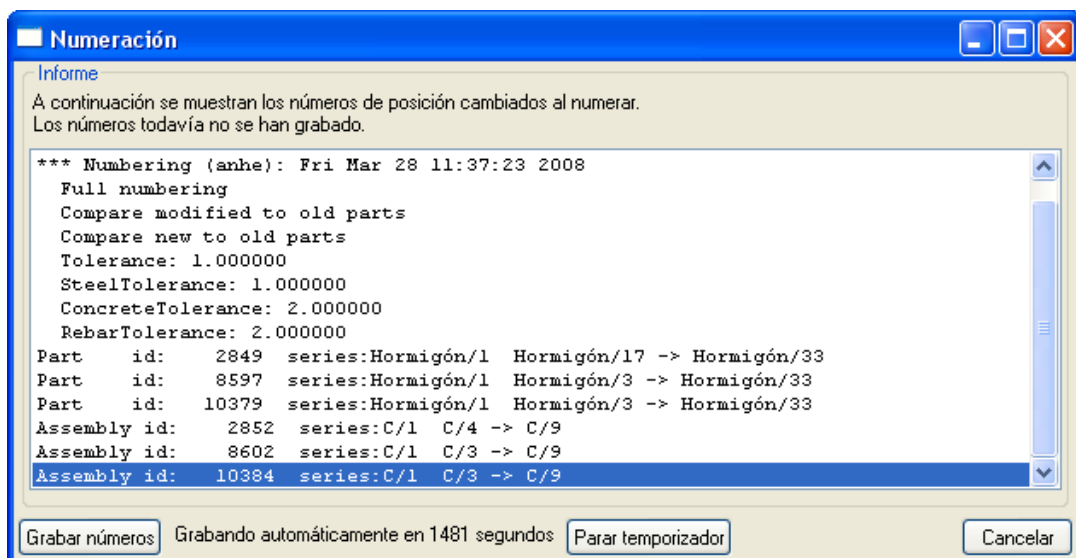 Numeración
Informe
A continuación se muestran los números de posición cambiados al numerar.
Los números todavía no se han grabado.
*** Numbering (anhe): Fri Mar 28 11:37:23 2008
Full numbering
Compare modified to old parts
Compare new to old parts
Tolerance: 1.000000
SteelTolerance: 1.000000
ConcreteTolerance: 2.000000
RebarTolerance: 2.000000
Part id: 2849 series:Hormigón/1 Hormigón/17 -> Hormigón/33
Part id: 8597 series:Hormigón/1 Hormigón/3 -> Hormigón/33
Part id: 10379 series:Hormigón/1 Hormigón/3 -> Hormigón/33
Assembly id: 2852 series:C/1 C/4 -> C/9
Assembly id: 8602 series:C/1 C/3 -> C/9
Assembly id: 10384 series:C/1 C/3 -> C/9
Grabar números Grabando automáticamente en 1481 segundos Parar temporizador Cancelar